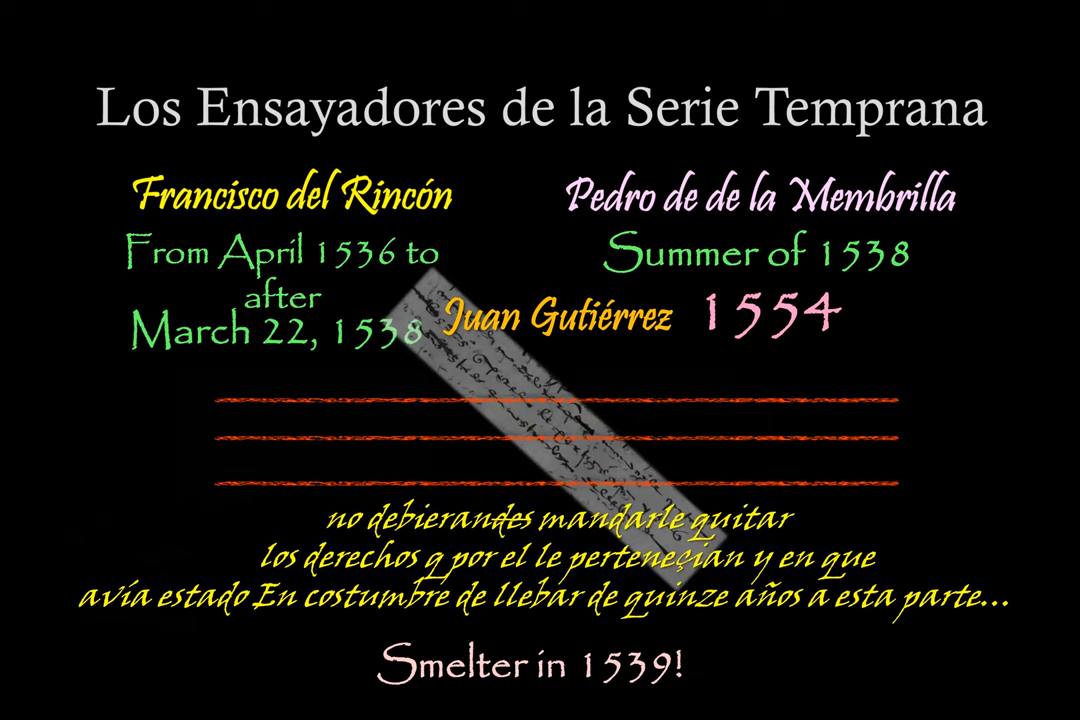 Los Ensayadores de la Serie Temprana
Francisco del Rincón
Pedro de de la Membrilla
From April 1536 to
after
March 22, 1538
Summer of 1538
Juan Gutiérrez 1554
no debierandes mandarle quitar
los derechos q por el le perteneçian y en que
avía estado En costumbre de llebar de quinze años a esta parte...
Smelter in 1539!